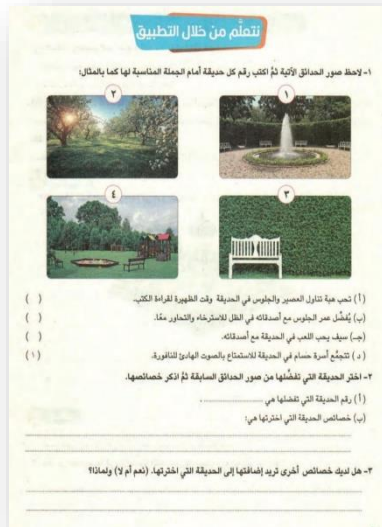 نتعلَّم من خلال التطبيق
١- لاحظ صور الحدائق الآتية ثمَّ اكتب رقم كل حديقة أمام الجملة المناسبة لها كما بالمثال:
١
٢
٣
٤
(أ) تحب هبة تناول العصير والجلوس في الحديقة وقت الظهيرة لقراءة الكتب. ( )
(ب) يُفضِّل عمر الجلوس مع أصدقائه في الظل للاسترخاء والتحاور معًا. ( )
(جـ) سيف يحب اللعب في الحديقة مع أصدقائه. ( )
(د) تتجمَّع أسرة حسام في الحديقة للاستمتاع بالصوت الهادئ للنافورة. (١)
٢- اختر الحديقة التي تفضِّلها من صور الحدائق السابقة ثمَّ اذكر خصائصها.
(أ) رقم الحديقة التي تفضلها هي .................... .
(ب) خصائص الحديقة التي اخترتها هي:
٣- هل لديك خصائص أخرى تريد إضافتها إلى الحديقة التي اخترتها. (نعم أم لا) ولماذا؟